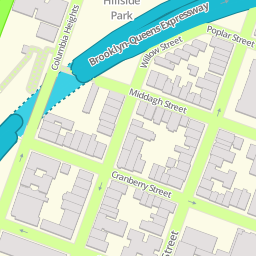 Hillside
Park
Columbia Heights
Brooklyn Queens Expressway
Willow Street
Poplar Street
Middagh Street
Cranberry Street
Street